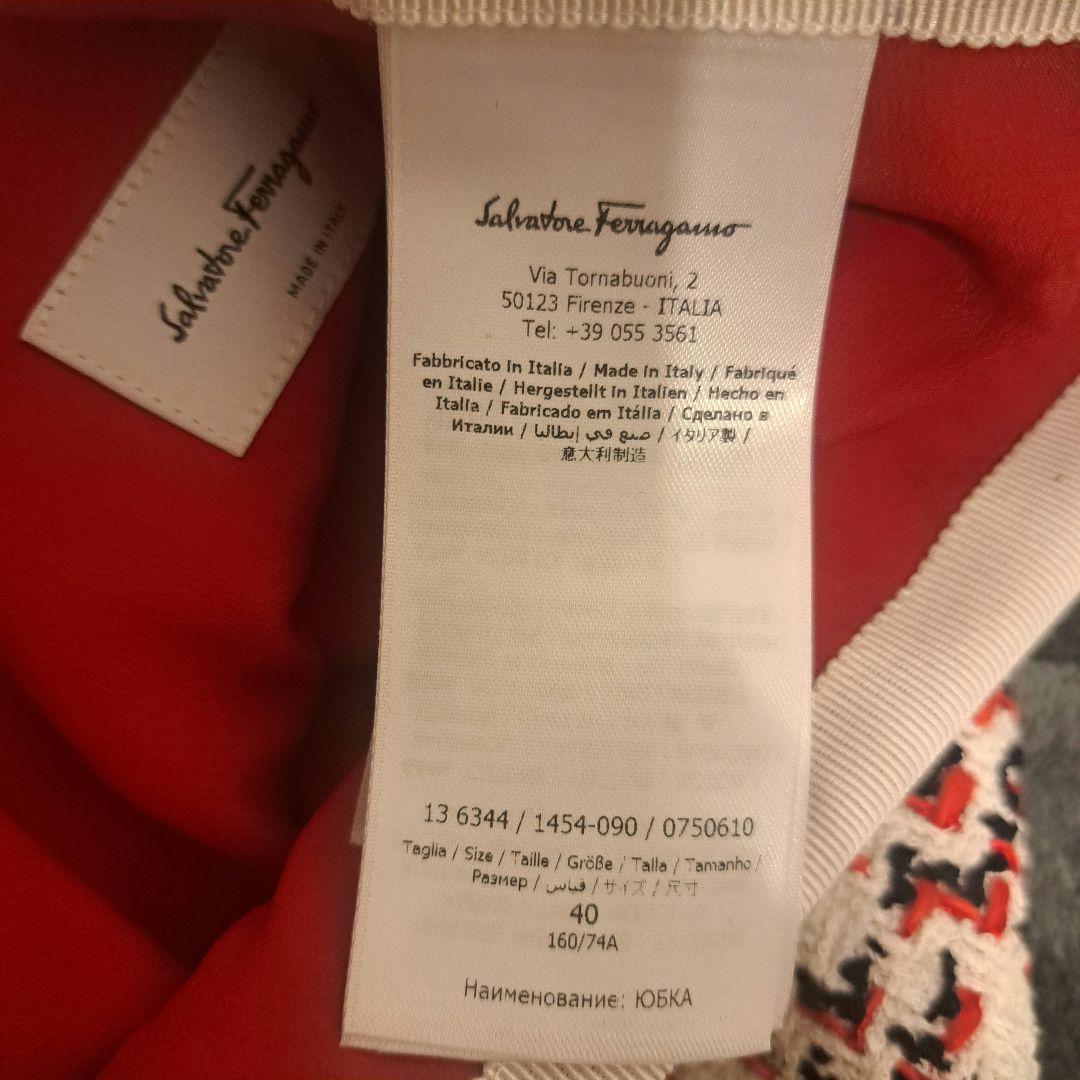 Salvatore Ferragamo
MADE IN ITALY
Salvatore Ferragamo
Via Tornabuoni, 2
50123 Firenze - ITALIA
Tel: +39 055 3561
Fabbricato in Italia / Made in Italy / Fabriqué
en Italie / Hergestellt in Italien / Hecho en
Italia / Fabricado em Itália / Сделано в
Италии / صنع في إيطاليا / イタリア製 /
意大利制造
13 6344 / 1454-090 / 0750610
Taglia / Size / Taille / Größe / Talla / Tamanho /
Размер / قياس / サイズ / 尺寸
40
160/74A
Наименование: ЮБКА